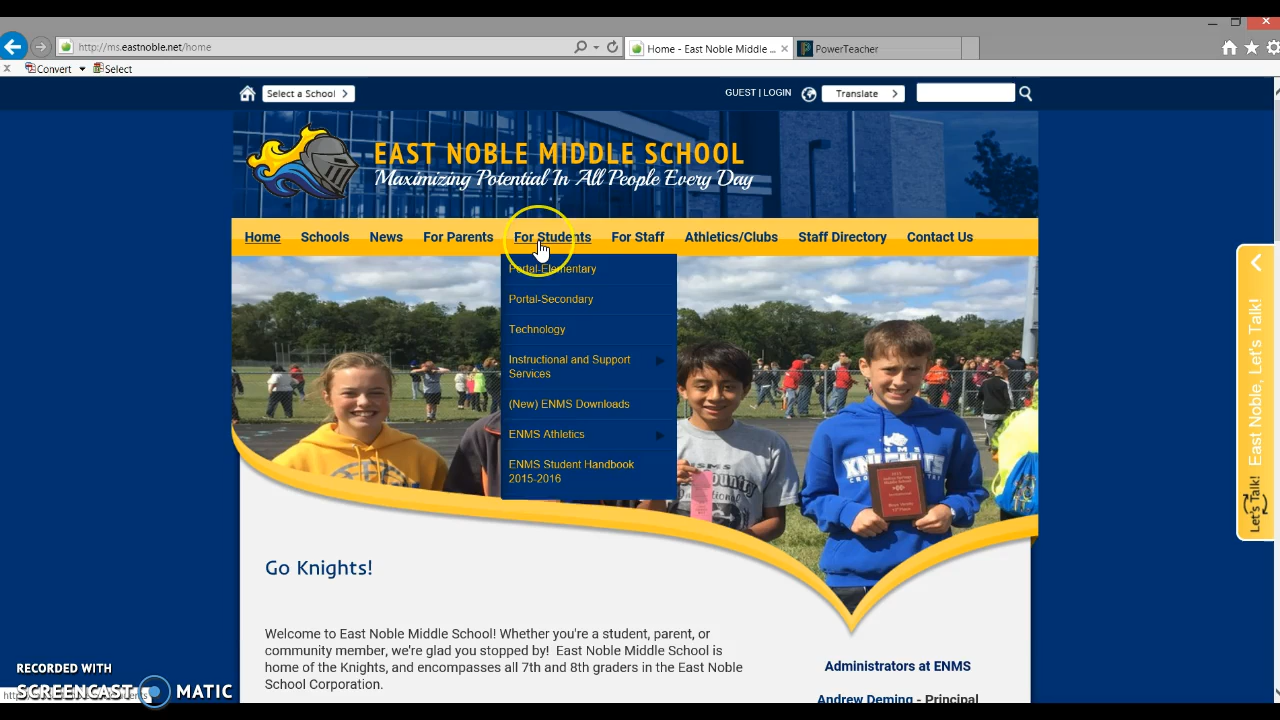 http://ms.eastnoble.net/home
Home - East Noble Middle ...
PowerTeacher
x Convert Select
Select a School
GUEST | LOGIN
Translate
EAST NOBLE MIDDLE SCHOOL
Maximizing Potential In All People Every Day
Home Schools News For Parents For Students For Staff Athletics/Clubs Staff Directory Contact Us
Portal-Elementary
Portal-Secondary
Technology
Instructional and Support
Services
(New) ENMS Downloads
ENMS Athletics
ENMS Student Handbook
2015-2016
KNIGHTS
Let's Talk! East Noble, Let's Talk!
Go Knights!
Welcome to East Noble Middle School! Whether you're a student, parent, or
community member, we're glad you stopped by! East Noble Middle School is
home of the Knights, and encompasses all 7th and 8th graders in the East Noble
School Corporation.
Administrators at ENMS
Andrew Deming - Principal
RECORDED WITH
SCREENCAST MATIC